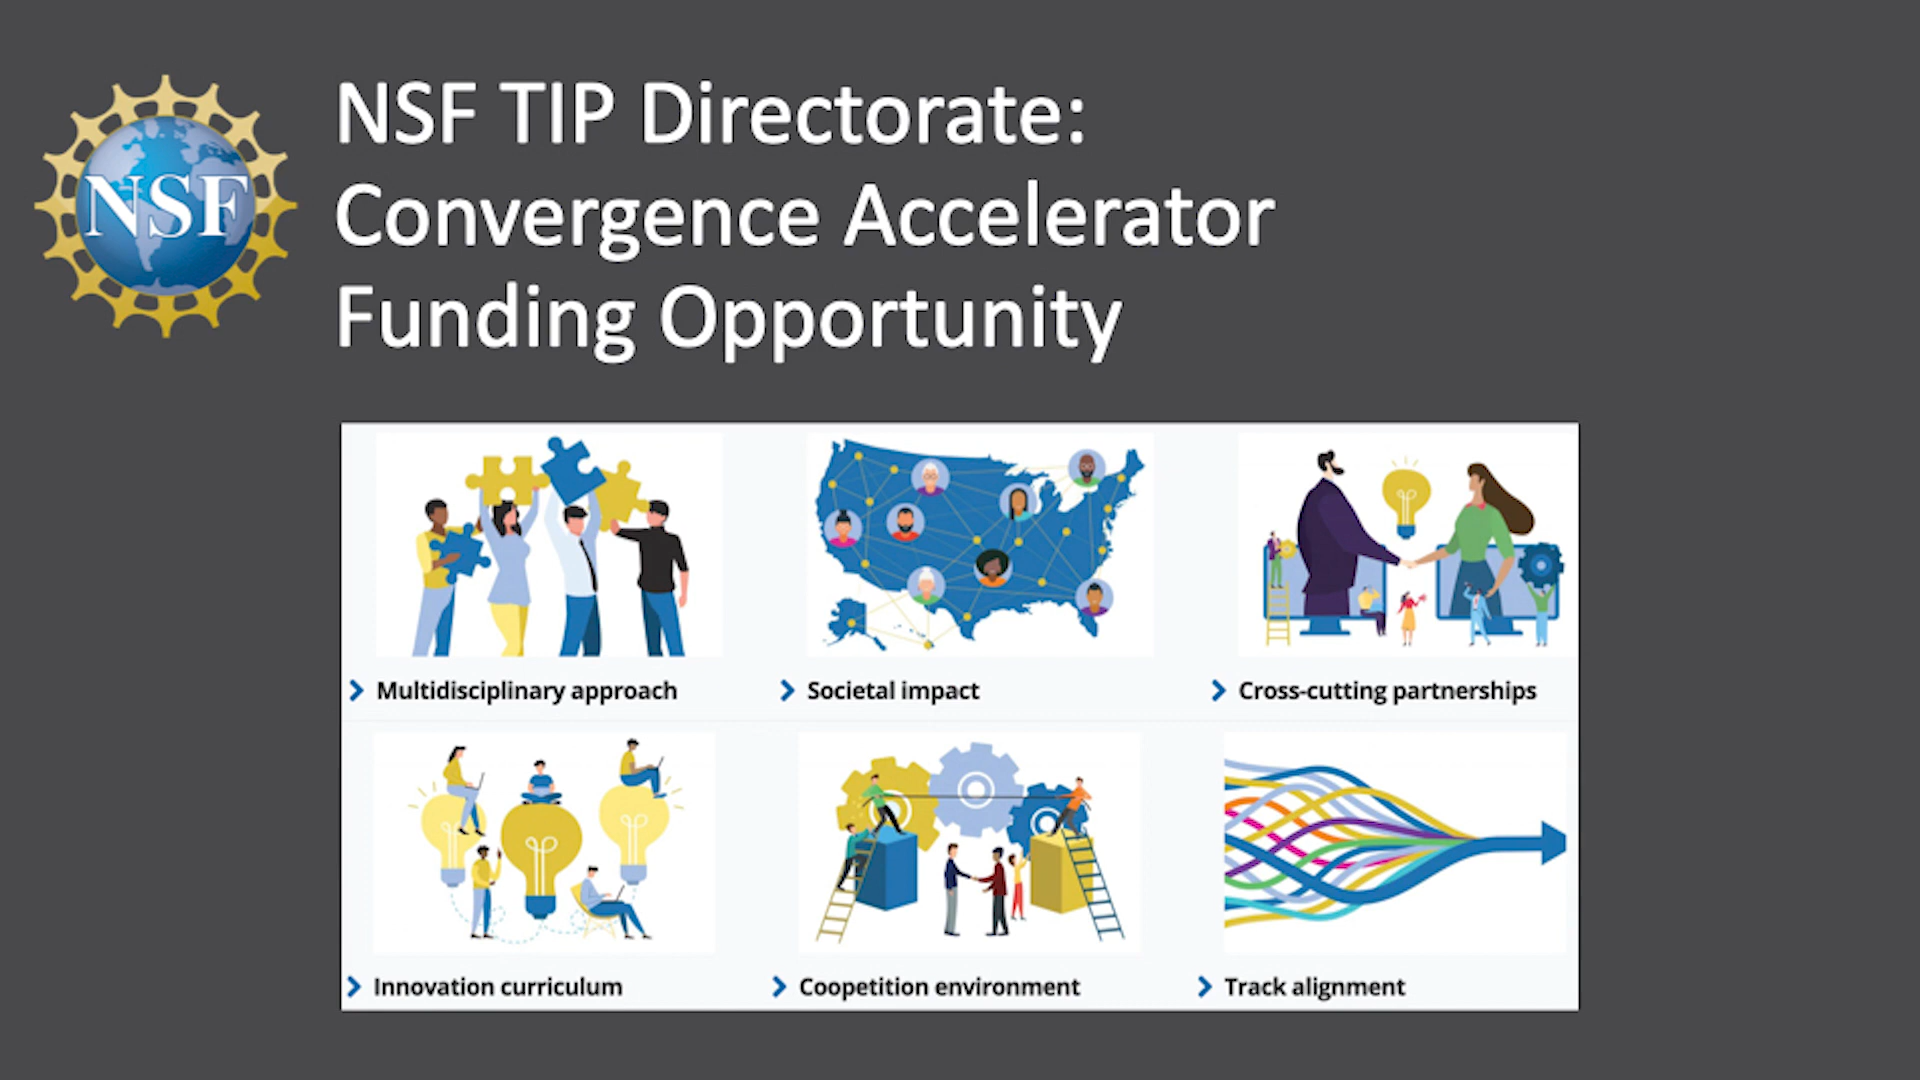 NSF
NSF TIP Directorate:
Convergence Accelerator
Funding Opportunity
Multidisciplinary approach
Societal impact
Cross-cutting partnerships
Innovation curriculum
Coopetition environment
Track alignment